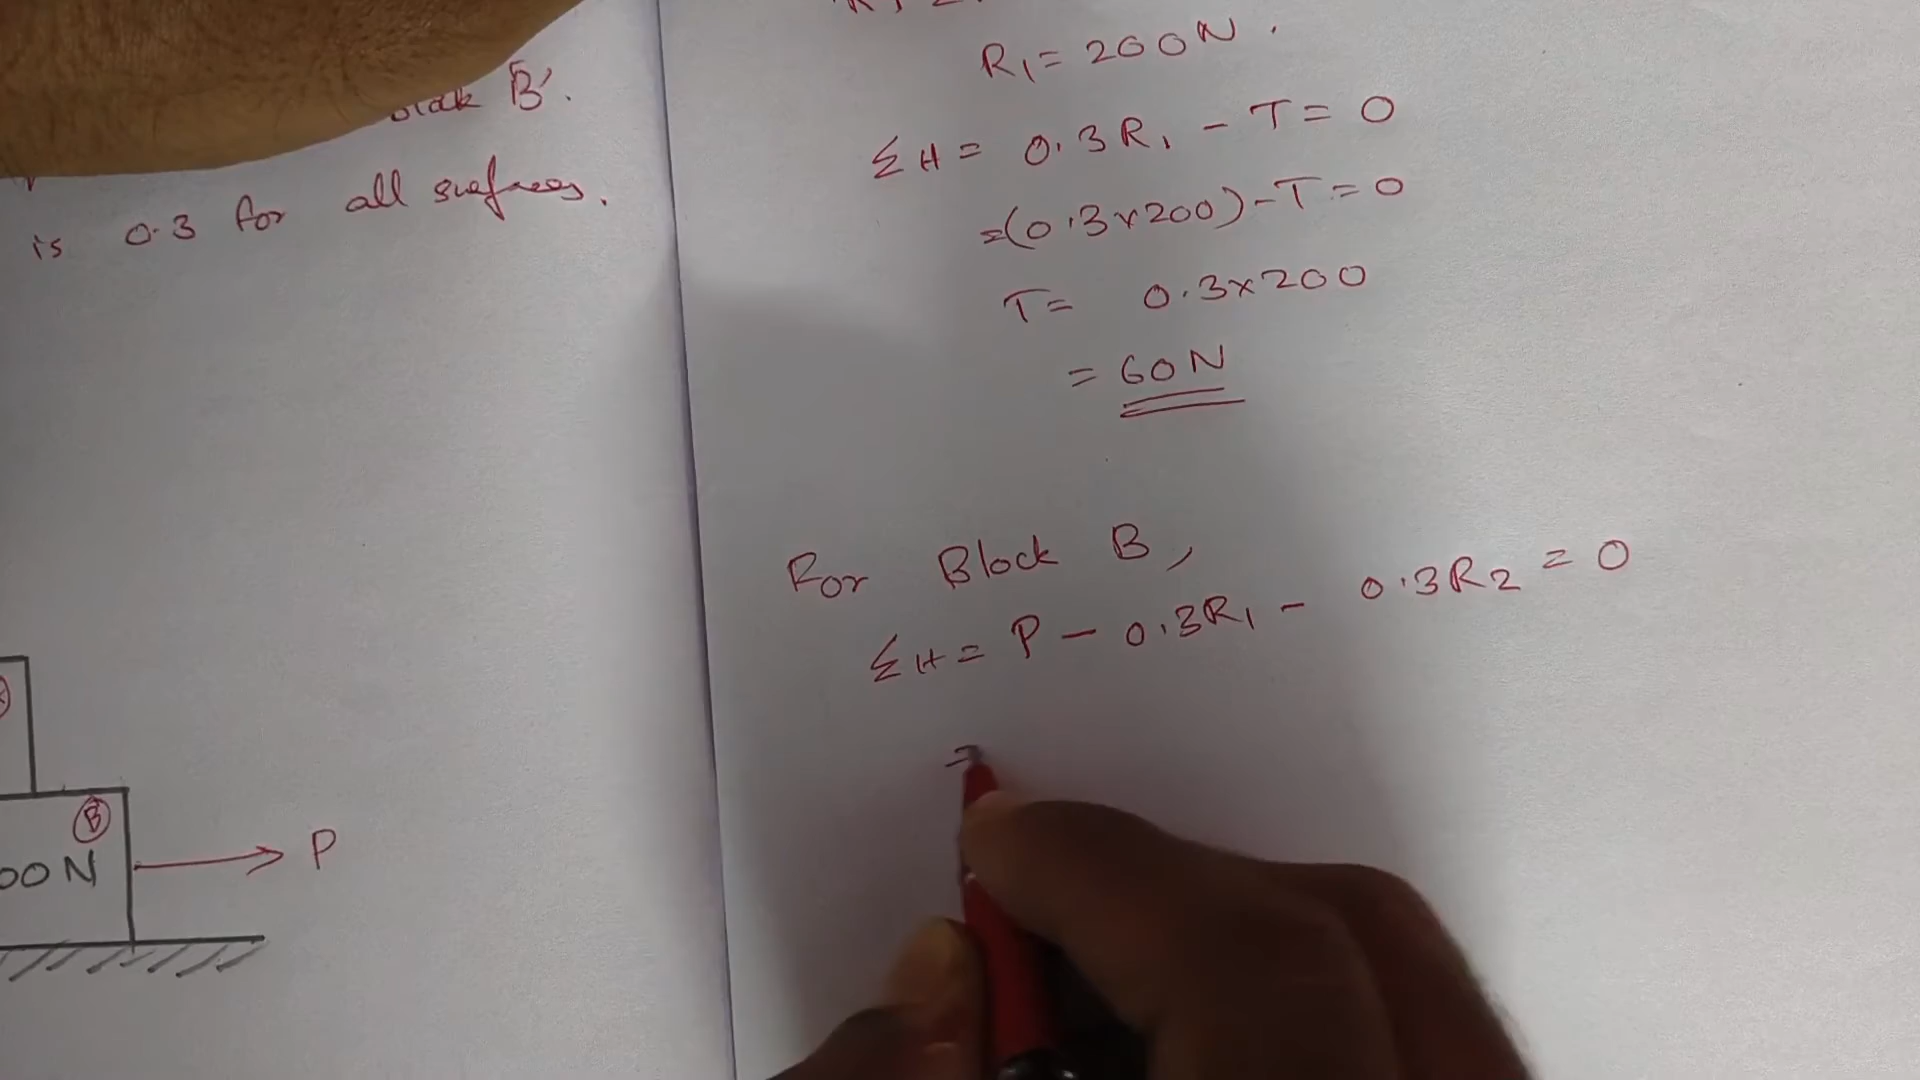 B'.
is 0.3 for all surfaces.
B
00 N
P
R1 = 200N.
ΣH = 0.3R1 - T = 0
=(0.3×200)-T=0
T= 0.3×200
= 60N
For Block B,
ΣH = P - 0.3R1 - 0.3R2 = 0
=